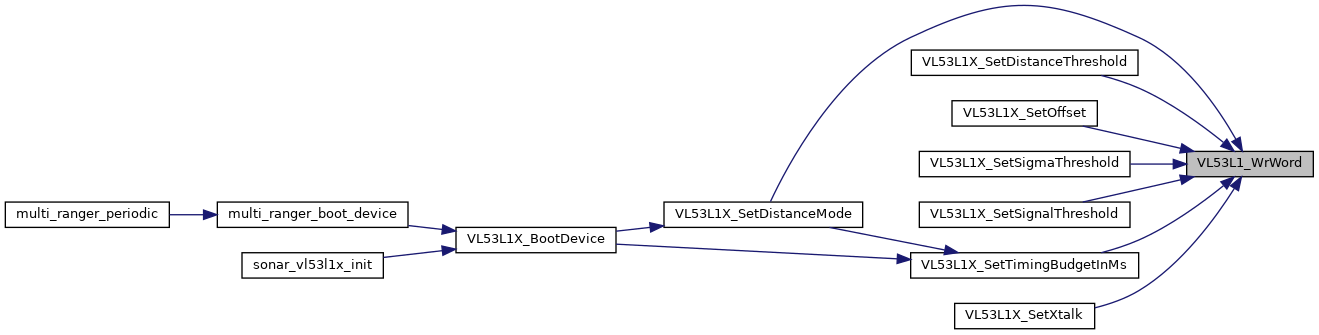 VL53L1X_SetDistanceThreshold
VL53L1X_SetOffset
VL53L1X_SetSigmaThreshold
VL53L1_WrWord
multi_ranger_periodic
multi_ranger_boot_device
VL53L1X_SetDistanceMode
VL53L1X_SetSignalThreshold
VL53L1X_BootDevice
sonar_vl53l1x_init
VL53L1X_SetTimingBudgetInMs
VL53L1X_SetXtalk